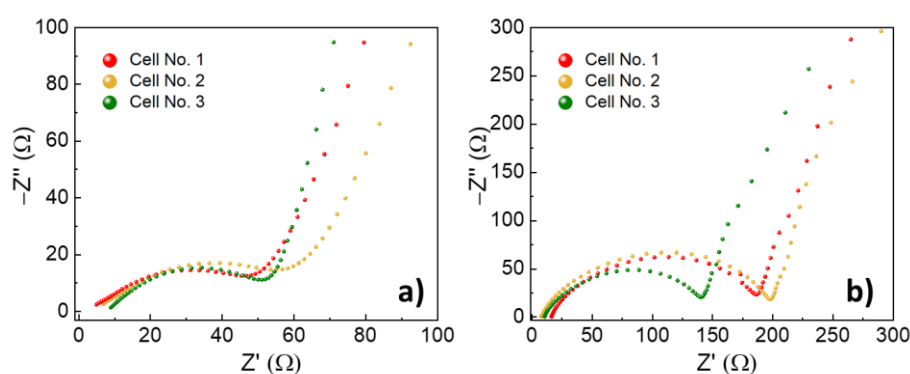 100
80
60
40
20
0
−Z'' (Ω)
Cell No. 1
Cell No. 2
Cell No. 3
a)
0 20 40 60 80 100
Z' (Ω)
300
250
200
150
100
50
0
−Z'' (Ω)
Cell No. 1
Cell No. 2
Cell No. 3
b)
0 50 100 150 200 250 300
Z' (Ω)